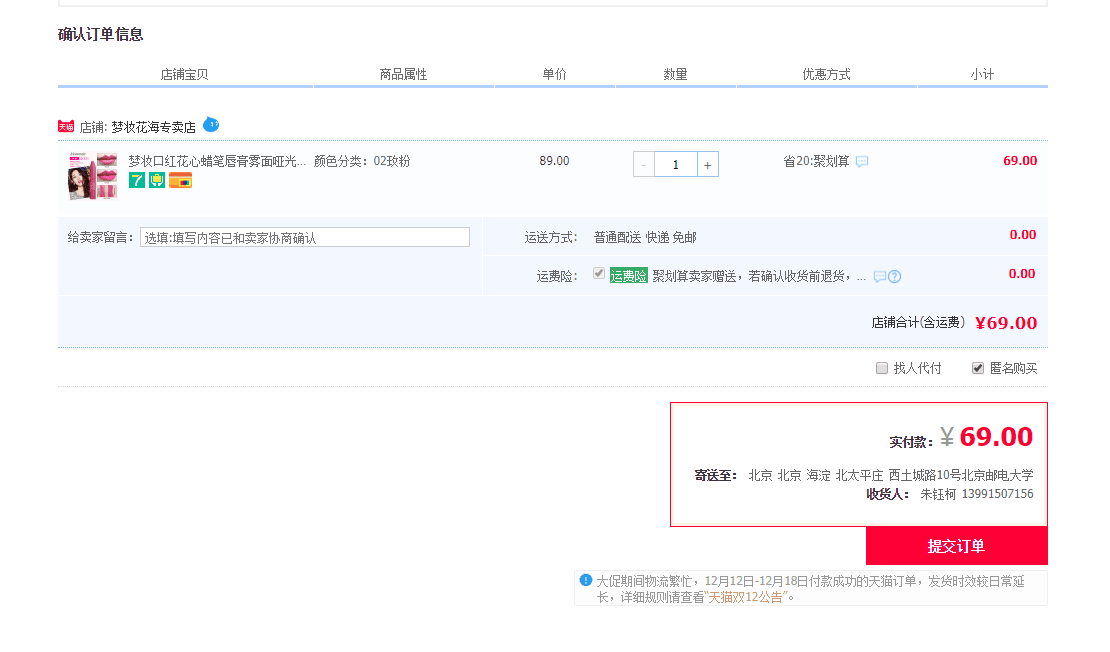 确认订单信息
店铺宝贝 商品属性 单价 数量 优惠方式 小计
天猫 店铺: 梦妆花海专卖店
梦妆口红花心蜡笔唇膏雾面哑光... 颜色分类：02玫粉 89.00 - 1 + 省20:聚划算 69.00
7
给卖家留言： 选填:填写内容已和卖家协商确认 运送方式： 普通配送 快递 免邮 0.00
运费险： 运费险 聚划算卖家赠送，若确认收货前退货，... ? 0.00
店铺合计(含运费) ¥69.00
找人代付 匿名购买
实付款：¥ 69.00
寄送至： 北京 北京 海淀 北太平庄 西土城路10号北京邮电大学
收货人： 朱钰柯 13991507156
提交订单
! 大促期间物流繁忙，12月12日-12月18日付款成功的天猫订单，发货时效较日常延
长，详细规则请查看"天猫双12公告"。